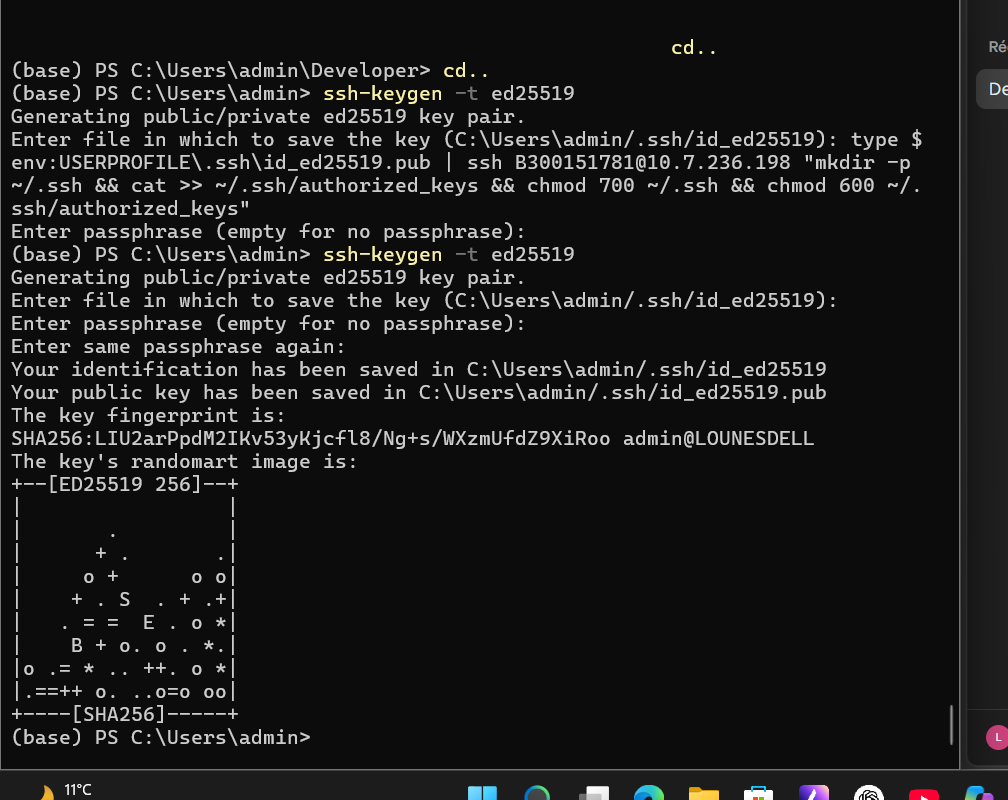 cd..
Ré
(base) PS C:\Users\admin\Developer> cd..
De
(base) PS C:\Users\admin> ssh-keygen -t ed25519
Generating public/private ed25519 key pair.
Enter file in which to save the key (C:\Users\admin/.ssh/id_ed25519): type $
env:USERPROFILE\.ssh\id_ed25519.pub | ssh B300151781@10.7.236.198 "mkdir -p
~/.ssh && cat >> ~/.ssh/authorized_keys && chmod 700 ~/.ssh && chmod 600 ~/.
ssh/authorized_keys"
Enter passphrase (empty for no passphrase):
(base) PS C:\Users\admin> ssh-keygen -t ed25519
Generating public/private ed25519 key pair.
Enter file in which to save the key (C:\Users\admin/.ssh/id_ed25519):
Enter passphrase (empty for no passphrase):
Enter same passphrase again:
Your identification has been saved in C:\Users\admin/.ssh/id_ed25519
Your public key has been saved in C:\Users\admin/.ssh/id_ed25519.pub
The key fingerprint is:
SHA256:LIU2arPpdM2IKv53yKjcfl8/Ng+s/WXzmUfdZ9XiRoo admin@LOUNESDELL
The key's randomart image is:
+--[ED25519 256]--+
|                 |
|       .         |
|      + .       .|
|     o +      o o|
|    + . S  . + .+|
|   . = =  E . o *|
|    B + o. o . *.|
|o .= * .. ++. o *|
|.==++ o. ..o=o oo|
+----[SHA256]-----+
(base) PS C:\Users\admin>
L
11°C